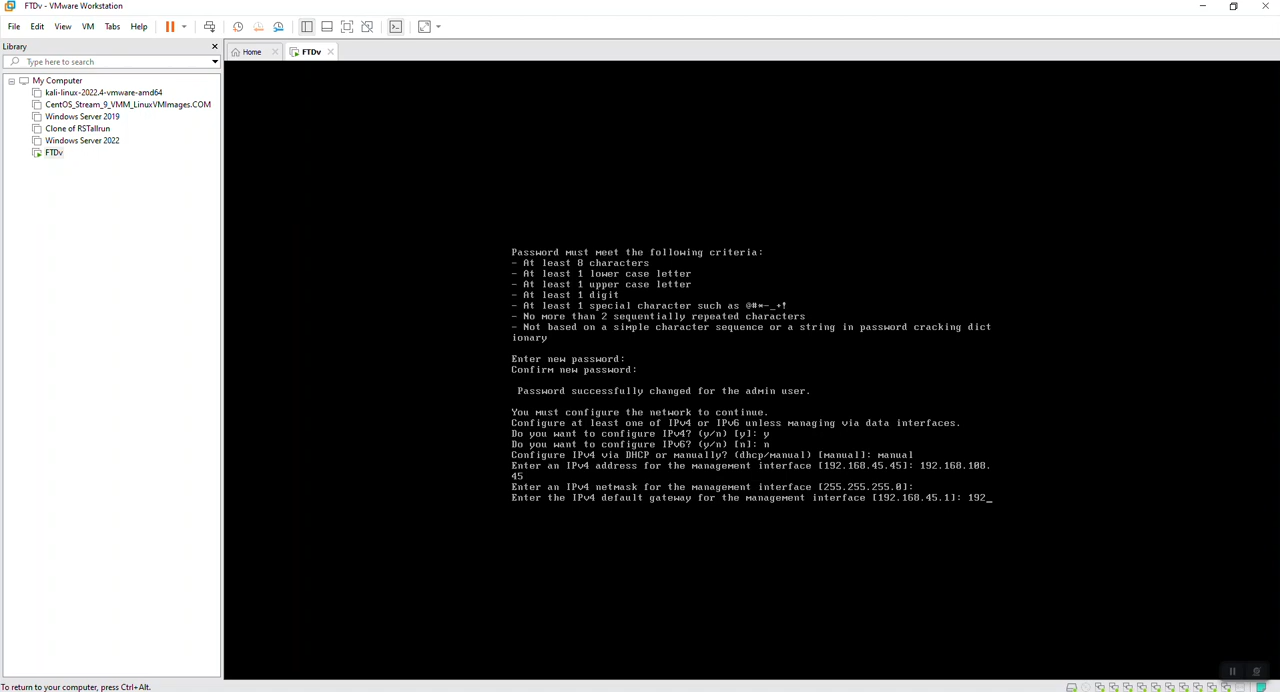 FTDv - VMware Workstation
File Edit View VM Tabs Help
Library
Type here to search
Home
FTDv
My Computer
kali-linux-2022.4-vmware-amd64
CentOS_Stream_9_VMM_LinuxVMImages.COM
Windows Server 2019
Clone of RSTallrun
Windows Server 2022
FTDv
Password must meet the following criteria:
- At least 8 characters
- At least 1 lower case letter
- At least 1 upper case letter
- At least 1 digit
- At least 1 special character such as @#*-_+!
- No more than 2 sequentially repeated characters
- Not based on a simple character sequence or a string in password cracking dict
ionary
Enter new password:
Confirm new password:
Password successfully changed for the admin user.
You must configure the network to continue.
Configure at least one of IPv4 or IPv6 unless managing via data interfaces.
Do you want to configure IPv4? (y/n) [y]: y
Do you want to configure IPv6? (y/n) [n]: n
Configure IPv4 via DHCP or manually? (dhcp/manual) [manual]: manual
Enter an IPv4 address for the management interface [192.168.45.45]: 192.168.108.
45
Enter an IPv4 netmask for the management interface [255.255.255.0]:
Enter the IPv4 default gateway for the management interface [192.168.45.1]: 192_
To return to your computer, press Ctrl+Alt.